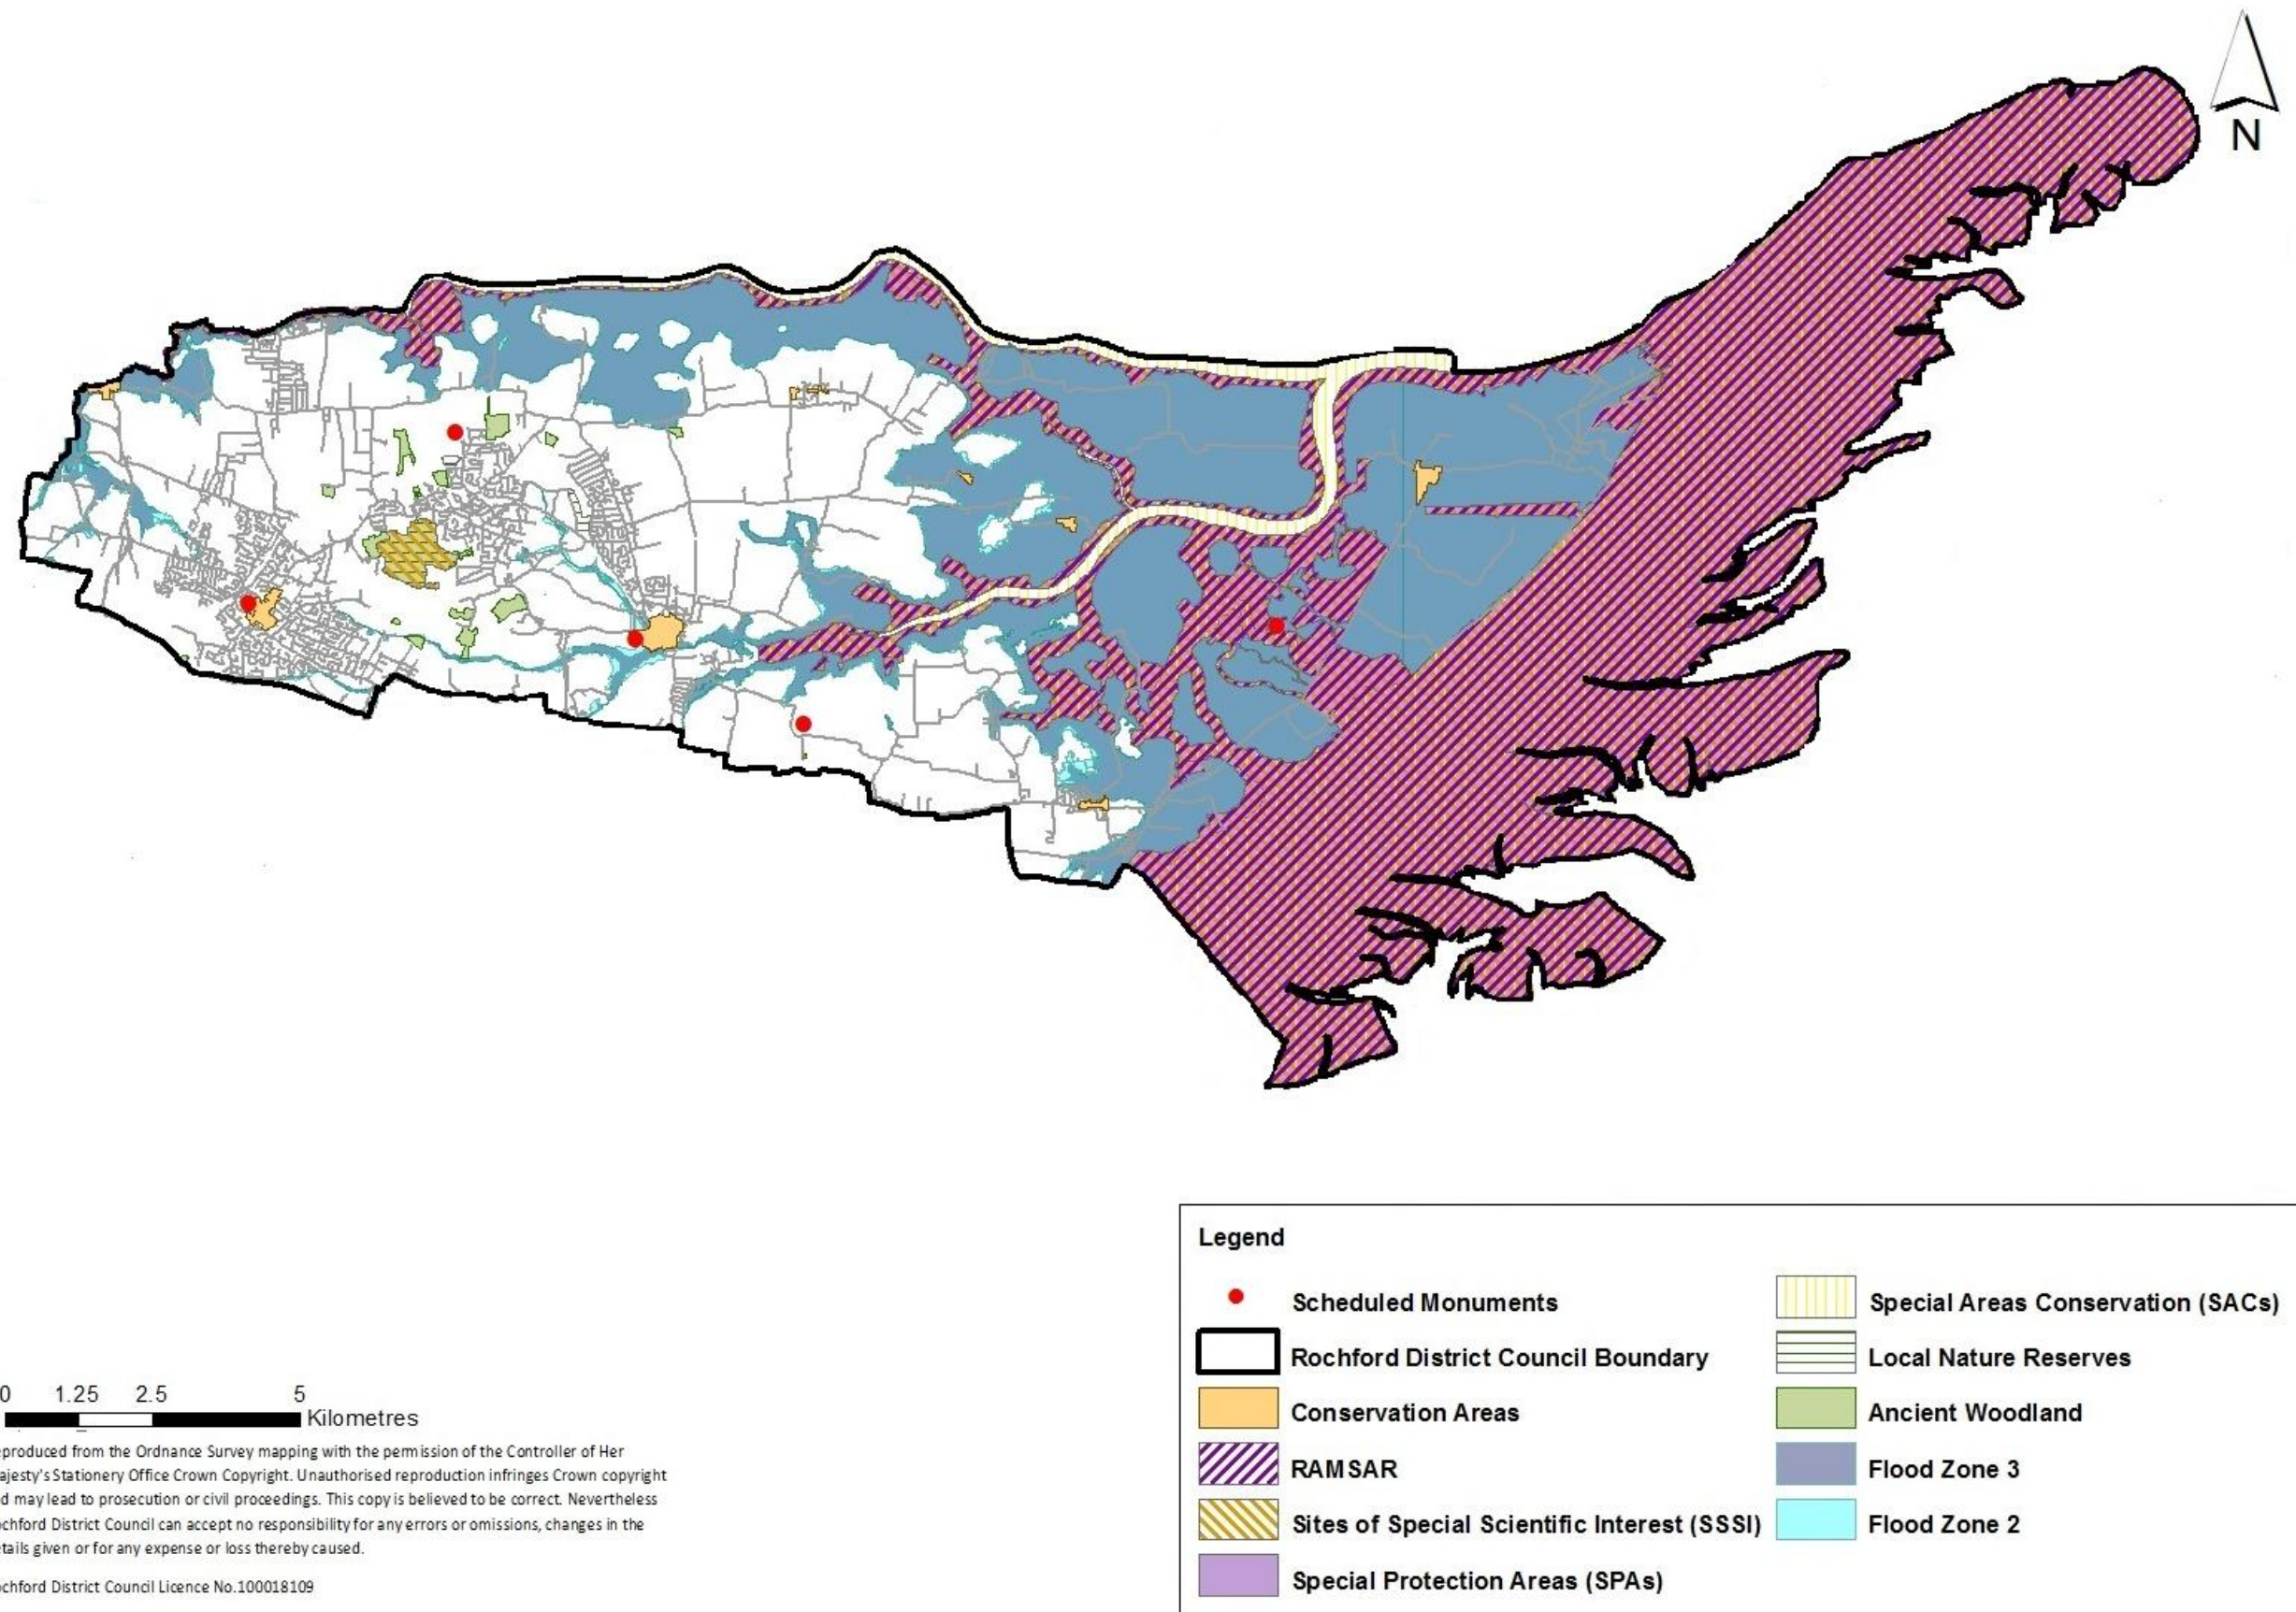 N
Legend
Scheduled Monuments
Rochford District Council Boundary
Conservation Areas
RAMSAR
Sites of Special Scientific Interest (SSSI)
Special Protection Areas (SPAs)
Special Areas Conservation (SACs)
Local Nature Reserves
Ancient Woodland
Flood Zone 3
Flood Zone 2
0 1.25 2.5 5
Kilometres
eproduced from the Ordnance Survey mapping with the permission of the Controller of Her
ajesty's Stationery Office Crown Copyright. Unauthorised reproduction infringes Crown copyright
d may lead to prosecution or civil proceedings. This copy is believed to be correct. Nevertheless
ochford District Council can accept no responsibility for any errors or omissions, changes in the
etails given or for any expense or loss thereby caused.
ochford District Council Licence No.100018109